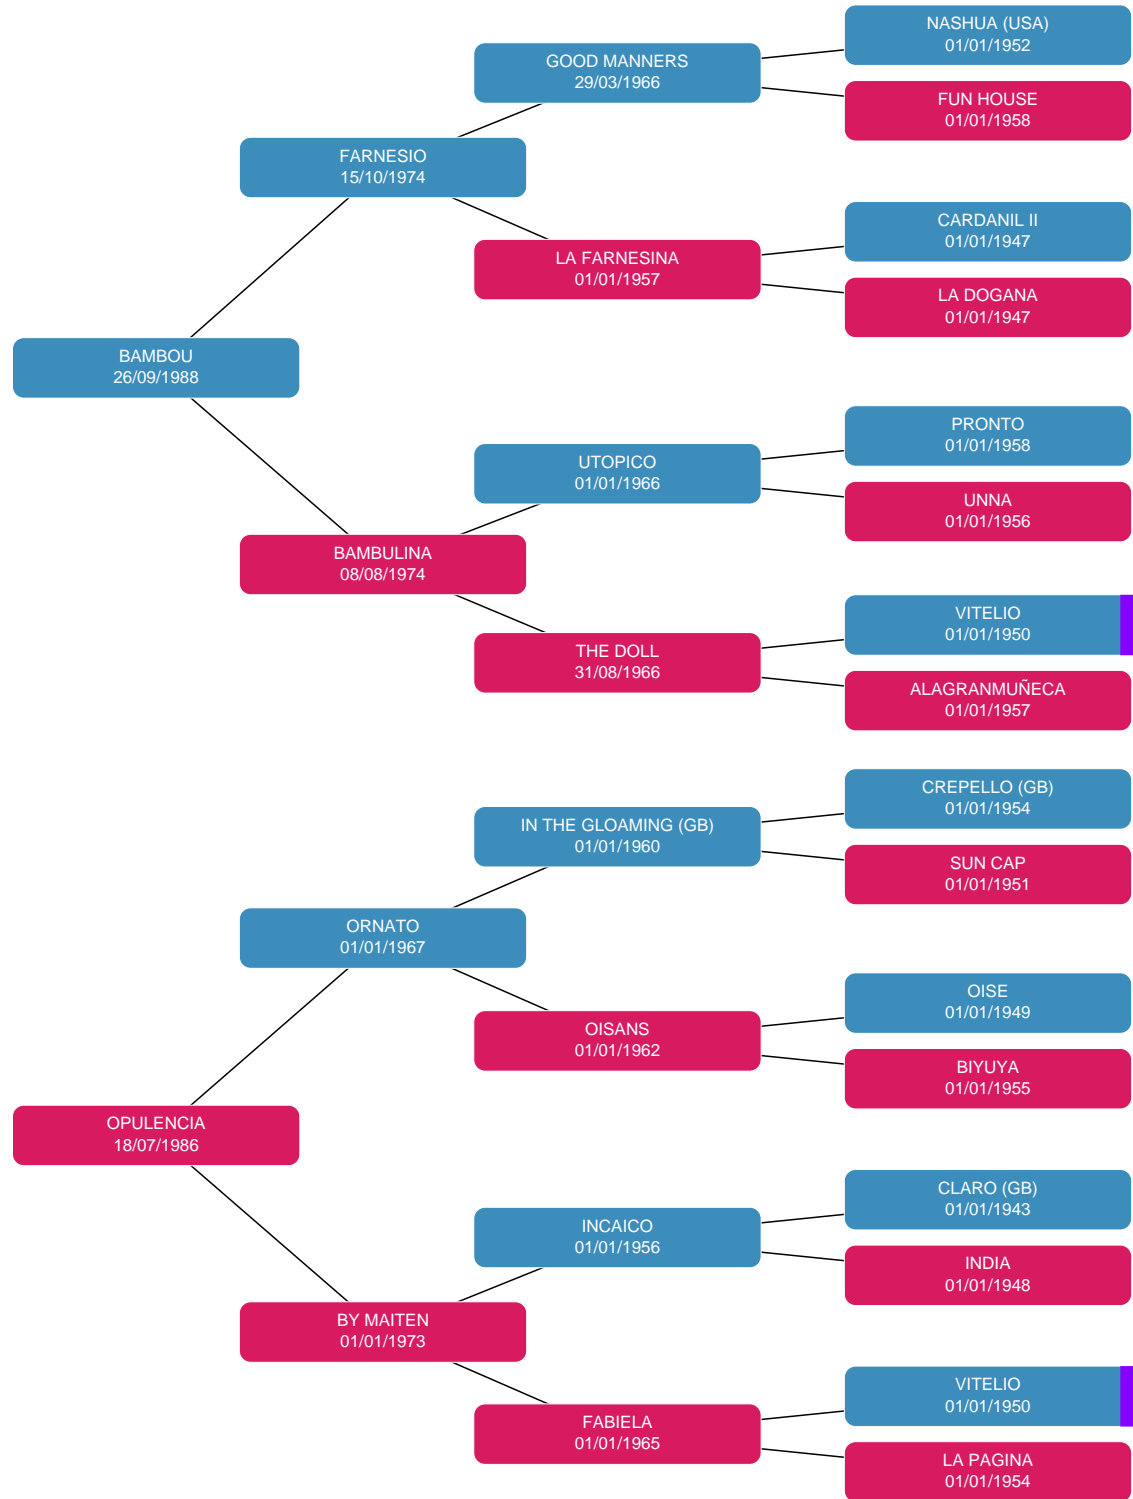 NASHUA (USA)
01/01/1952
GOOD MANNERS
29/03/1966
FUN HOUSE
01/01/1958
FARNESIO
15/10/1974
CARDANIL II
01/01/1947
LA FARNESINA
01/01/1957
LA DOGANA
01/01/1947
BAMBOU
26/09/1988
PRONTO
01/01/1958
UTOPICO
01/01/1966
UNNA
01/01/1956
BAMBULINA
08/08/1974
VITELIO
01/01/1950
THE DOLL
31/08/1966
ALAGRANMUÑECA
01/01/1957
CREPELLO (GB)
01/01/1954
IN THE GLOAMING (GB)
01/01/1960
SUN CAP
01/01/1951
ORNATO
01/01/1967
OISE
01/01/1949
OISANS
01/01/1962
BIYUYA
01/01/1955
OPULENCIA
18/07/1986
CLARO (GB)
01/01/1943
INCAICO
01/01/1956
INDIA
01/01/1948
BY MAITEN
01/01/1973
VITELIO
01/01/1950
FABIELA
01/01/1965
LA PAGINA
01/01/1954